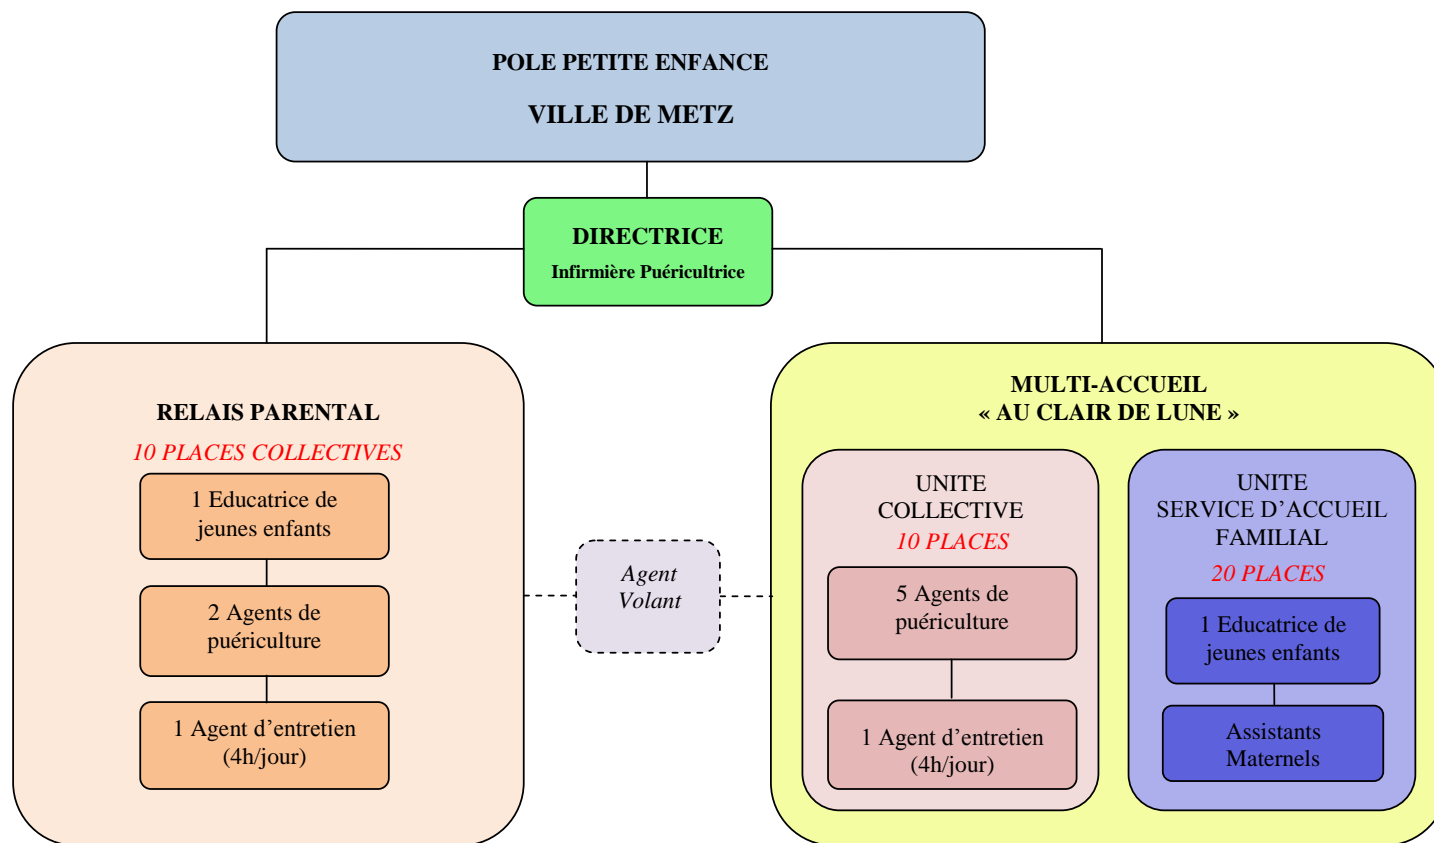 POLE PETITE ENFANCE
VILLE DE METZ
DIRECTRICE
Infirmière Puéricultrice
RELAIS PARENTAL
10 PLACES COLLECTIVES
1 Educatrice de
jeunes enfants
2 Agents de
puériculture
1 Agent d’entretien
(4h/jour)
Agent
Volant
MULTI-ACCUEIL
« AU CLAIR DE LUNE »
UNITE
COLLECTIVE
10 PLACES
5 Agents de
puériculture
1 Agent d’entretien
(4h/jour)
UNITE
SERVICE D’ACCUEIL
FAMILIAL
20 PLACES
1 Educatrice de
jeunes enfants
Assistants
Maternels